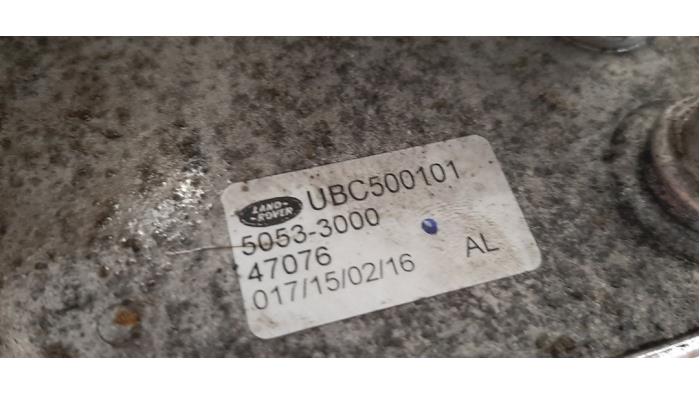 LAND-
-ROVER
UBC500101
5053-3000
47076
017/15/02/16
AL